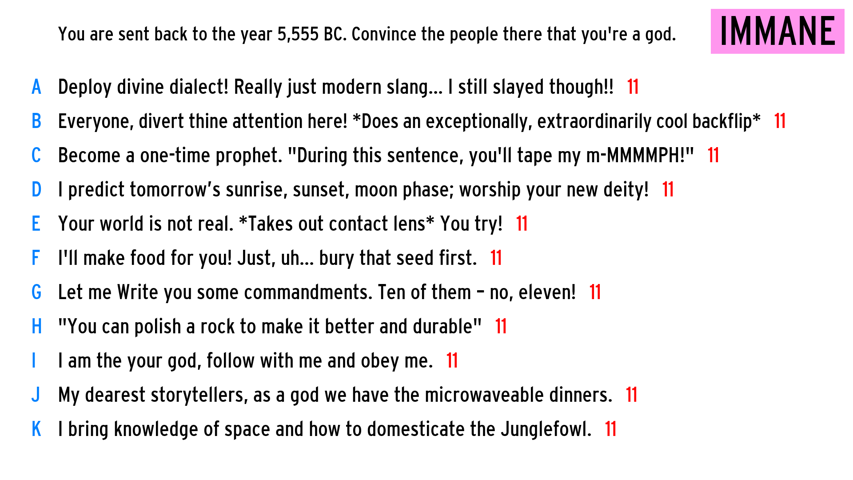 You are sent back to the year 5,555 BC. Convince the people there that you're a god.
IMMANE
A Deploy divine dialect! Really just modern slang... I still slayed though!! 11
B Everyone, divert thine attention here! *Does an exceptionally, extraordinarily cool backflip* 11
C Become a one-time prophet. "During this sentence, you'll tape my m-MMMMPH!" 11
D I predict tomorrow’s sunrise, sunset, moon phase; worship your new deity! 11
E Your world is not real. *Takes out contact lens* You try! 11
F I'll make food for you! Just, uh... bury that seed first. 11
G Let me Write you some commandments. Ten of them – no, eleven! 11
H "You can polish a rock to make it better and durable" 11
I I am the your god, follow with me and obey me. 11
J My dearest storytellers, as a god we have the microwaveable dinners. 11
K I bring knowledge of space and how to domesticate the Junglefowl. 11